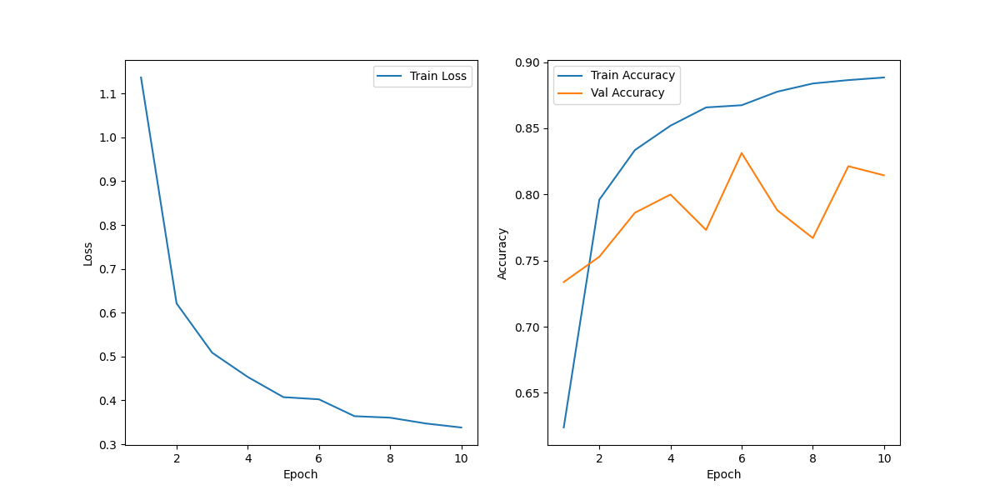 Train Loss
1.1
1.0
0.9
0.8
0.7
0.6
0.5
0.4
0.3
Loss
2 4 6 8 10
Epoch
Train Accuracy
Val Accuracy
0.90
0.85
0.80
0.75
0.70
0.65
Accuracy
2 4 6 8 10
Epoch